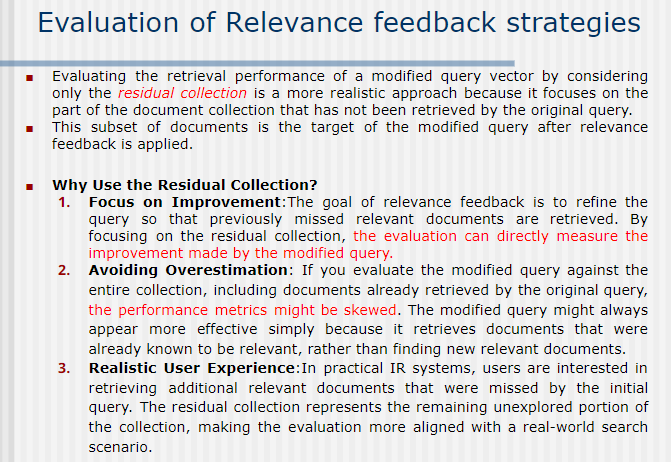 Evaluation of Relevance feedback strategies
Evaluating the retrieval performance of a modified query vector by considering
only the residual collection is a more realistic approach because it focuses on the
part of the document collection that has not been retrieved by the original query.
This subset of documents is the target of the modified query after relevance
feedback is applied.
Why Use the Residual Collection?
1. Focus on Improvement:The goal of relevance feedback is to refine the
query so that previously missed relevant documents are retrieved. By
focusing on the residual collection, the evaluation can directly measure the
improvement made by the modified query.
2. Avoiding Overestimation: If you evaluate the modified query against the
entire collection, including documents already retrieved by the original query,
the performance metrics might be skewed. The modified query might always
appear more effective simply because it retrieves documents that were
already known to be relevant, rather than finding new relevant documents.
3. Realistic User Experience:In practical IR systems, users are interested in
retrieving additional relevant documents that were missed by the initial
query. The residual collection represents the remaining unexplored portion of
the collection, making the evaluation more aligned with a real-world search
scenario.